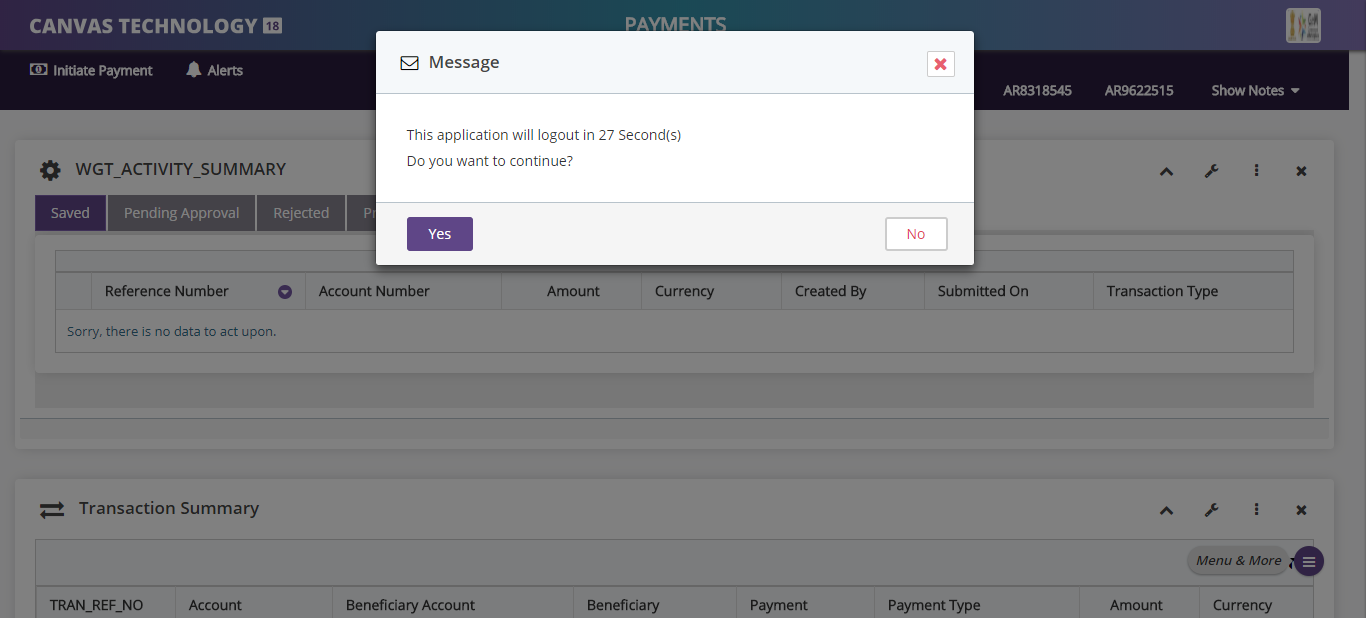 CANVAS TECHNOLOGY 18
PAYMENTS
Initiate Payment
Alerts
AR8318545
AR9622515
Show Notes
Message
This application will logout in 27 Second(s)
Do you want to continue?
Yes
No
WGT_ACTIVITY_SUMMARY
Saved
Pending Approval
Rejected
Reference Number
Account Number
Amount
Currency
Created By
Submitted On
Transaction Type
Sorry, there is no data to act upon.
Transaction Summary
Menu & More
TRAN_REF_NO
Account
Beneficiary Account
Beneficiary
Payment
Payment Type
Amount
Currency